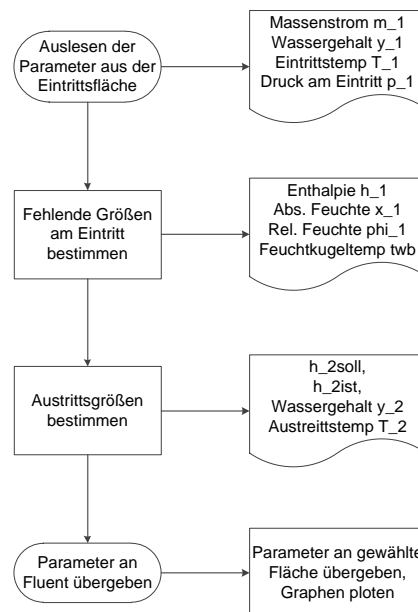 Auslesen der
Parameter aus der
Eintrittsfläche
Massenstrom m_1
Wassergehalt y_1
Eintrittstemp T_1
Druck am Eintritt p_1
Fehlende Größen
am Eintritt
bestimmen
Enthalpie h_1
Abs. Feuchte x_1
Rel. Feuchte phi_1
Feuchtkugeltemp twb
Austrittsgrößen
bestimmen
h_2soll,
h_2ist,
Wassergehalt y_2
Austreittstemp T_2
Parameter an
Fluent übergeben
Parameter an gewählte
Fläche übergeben,
Graphen ploten